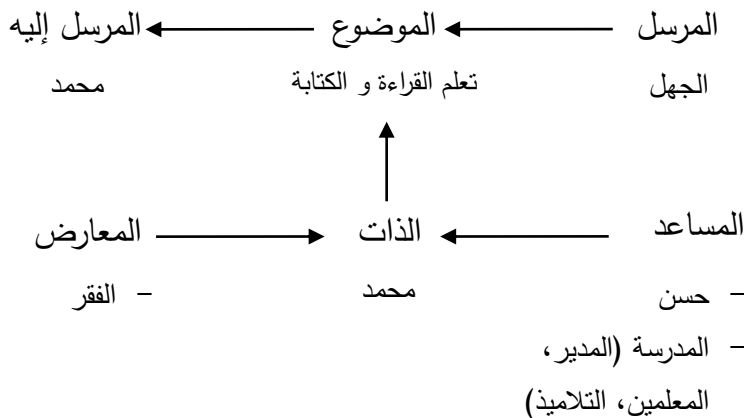 المرسل الموضوع المرسل إليه
الجهل تعلم القراءة و الكتابة محمد
المساعد الذات المعارض
- حسن محمد - الفقر
- المدرسة (المدير،
المعلمين، التلاميذ)